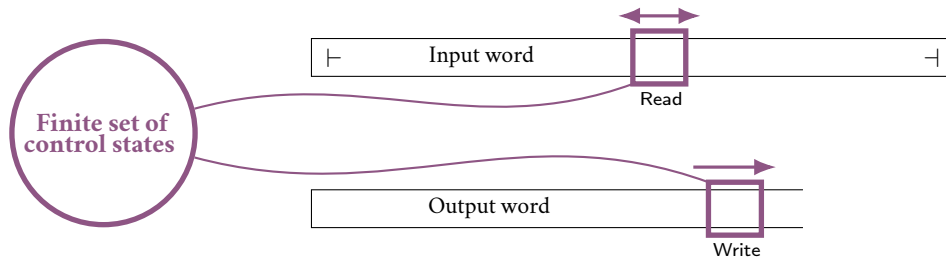 ⊢ Input word ⊣
Read
Finite set of
control states
Output word
Write